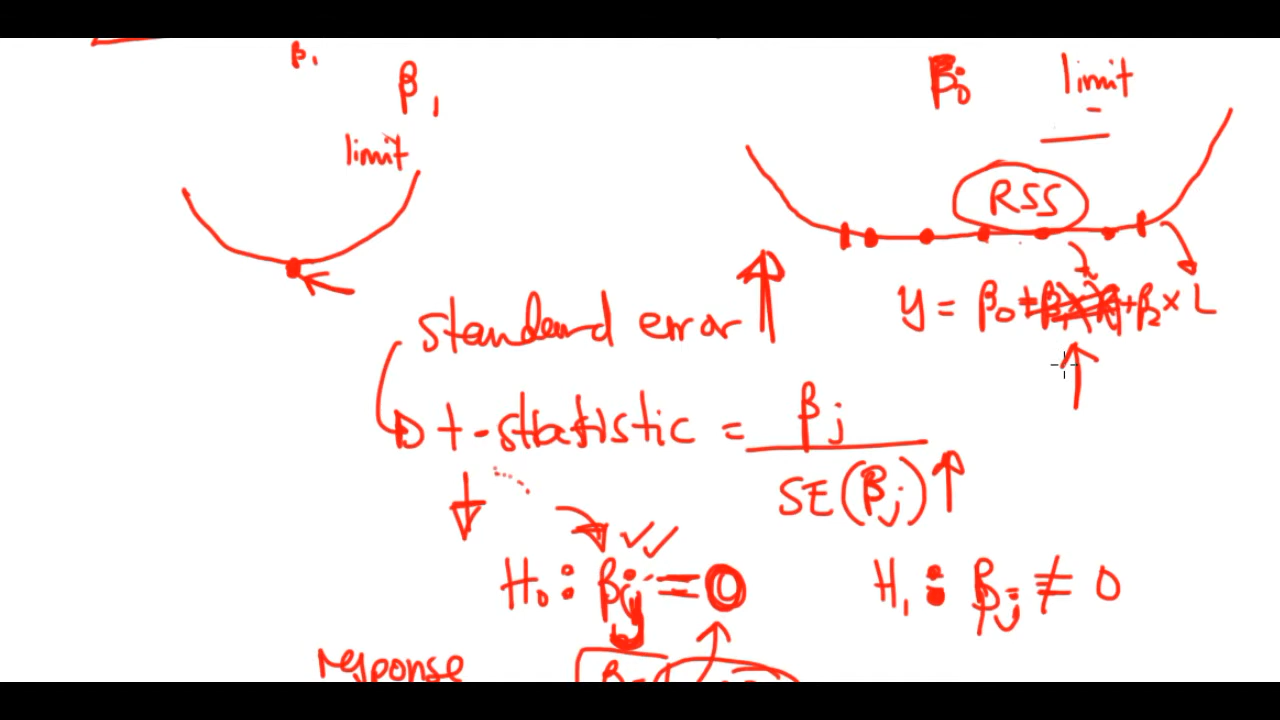 β₁
β₁
limit
β₀ limit
RSS
standard error ↑
y = β₀ + β₂ × L
t-statistic = βj / SE(βj) ↑
H₀ : βj = 0
H₁ : βj ≠ 0
response